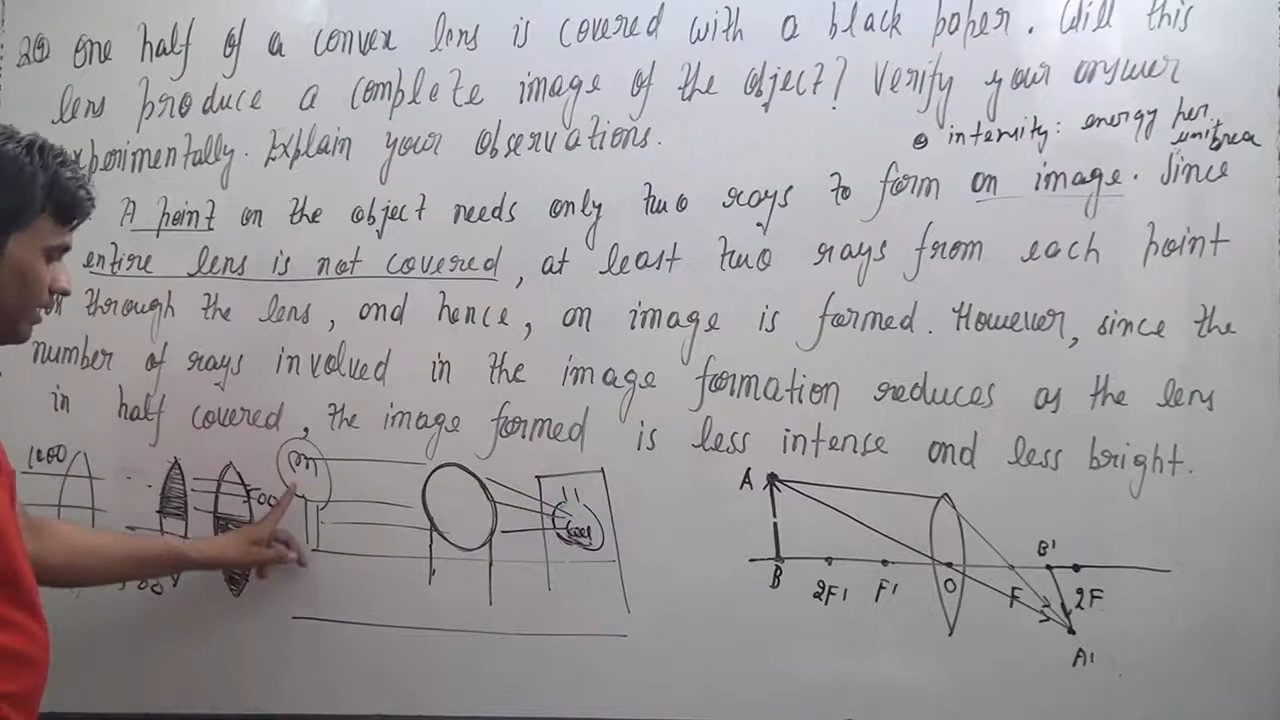 29 One half of a convex lens is covered with a black paper. Will this
lens produce a complete image of the object? Verify your answer
experimentally. Explain your observations.
intensity: energy per
unit area
A point on the object needs only two rays to form an image. Since
entire lens is not covered, at least two rays from each point
through the lens, and hence, an image is formed. However, since the
number of rays involved in the image formation reduces as the lens
in half covered, the image formed is less intense and less bright.
1000
500
A
B
2F1
F1
O
F
B1
2F
A1